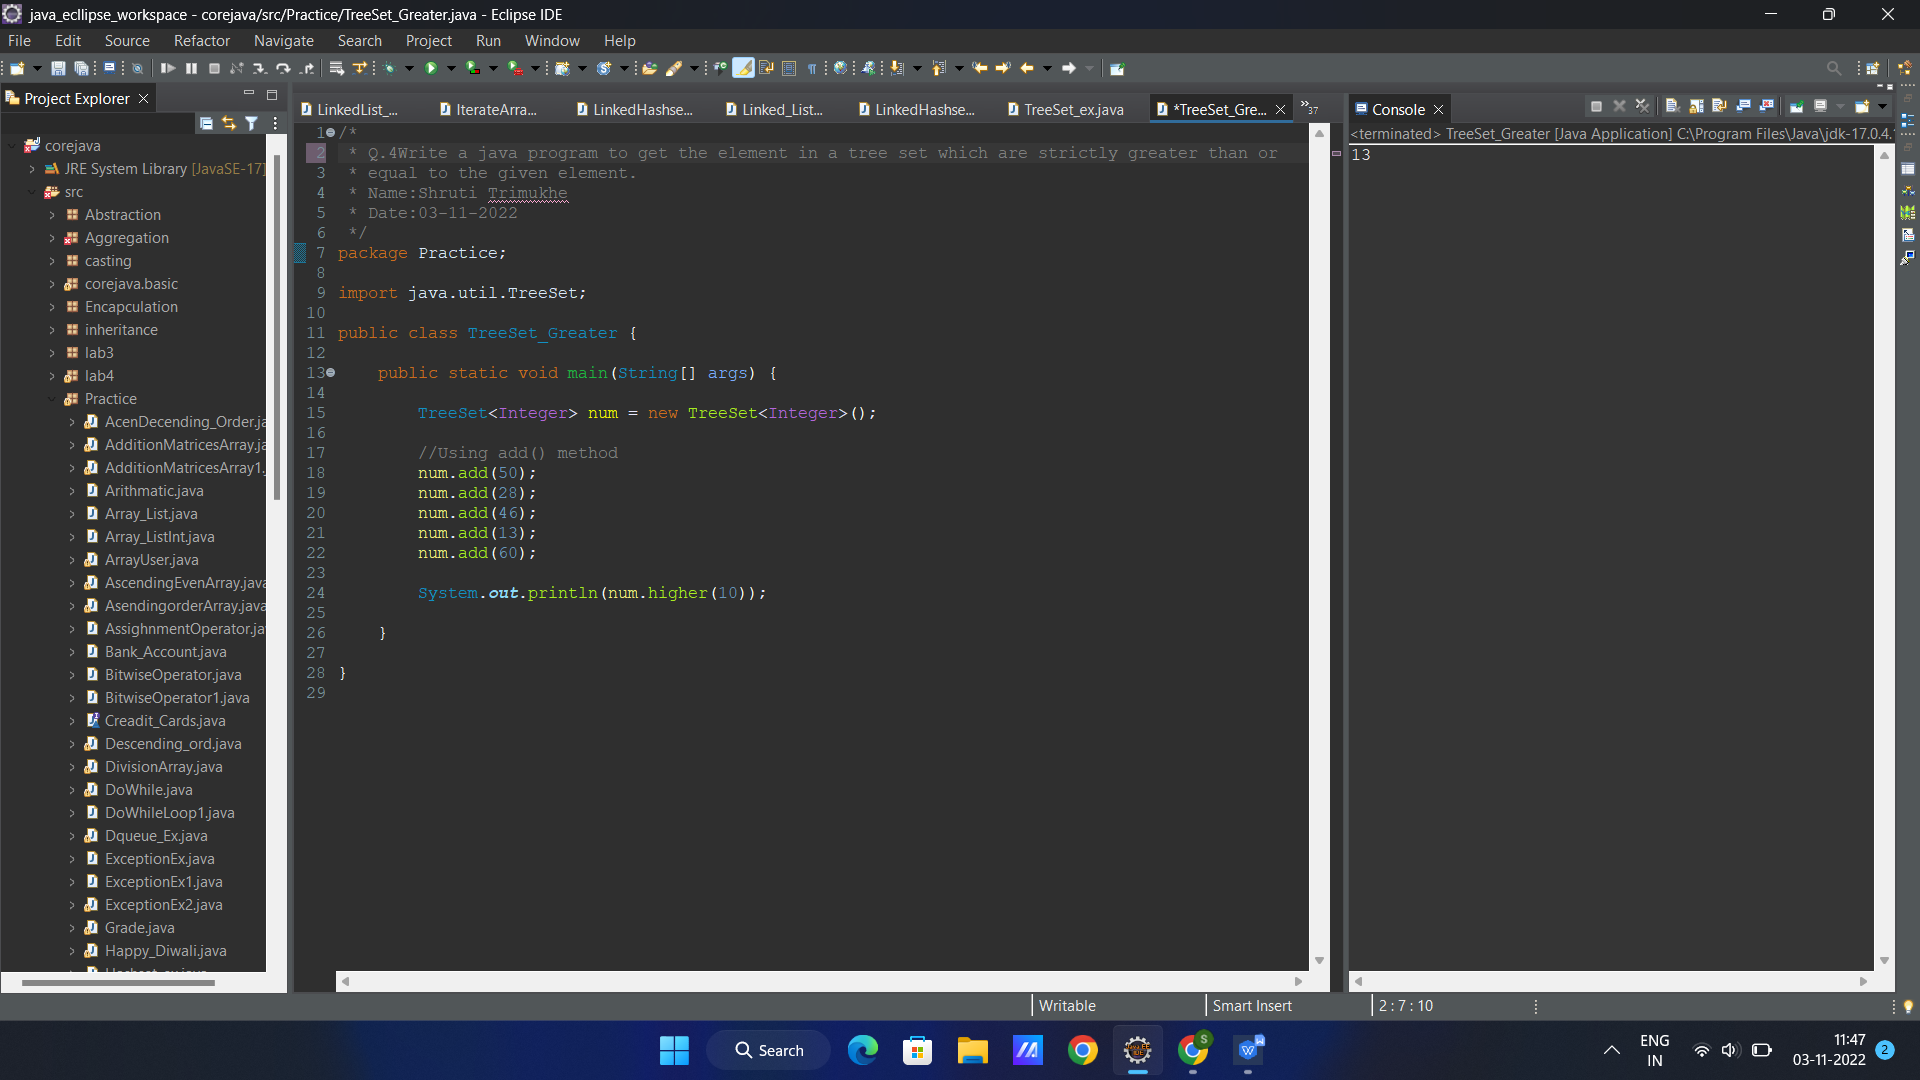 java_ecllipse_workspace - corejava/src/Practice/TreeSet_Greater.java - Eclipse IDE
File Edit Source Refactor Navigate Search Project Run Window Help
Project Explorer
LinkedList_... IterateArra... LinkedHashse... Linked_List... LinkedHashse... TreeSet_ex.java *TreeSet_Gre... »37
Console
<terminated> TreeSet_Greater [Java Application] C:\Program Files\Java\jdk-17.0.4.
13
corejava
JRE System Library [JavaSE-17]
src
Abstraction
Aggregation
casting
corejava.basic
Encapculation
inheritance
lab3
lab4
Practice
AcenDecending_Order.ja
AdditionMatricesArray.ja
AdditionMatricesArray1.
Arithmatic.java
Array_List.java
Array_ListInt.java
ArrayUser.java
AscendingEvenArray.java
AsendingorderArray.java
AssighnmentOperator.ja
Bank_Account.java
BitwiseOperator.java
BitwiseOperator1.java
Creadit_Cards.java
Descending_ord.java
DivisionArray.java
DoWhile.java
DoWhileLoop1.java
Dqueue_Ex.java
ExceptionEx.java
ExceptionEx1.java
ExceptionEx2.java
Grade.java
Happy_Diwali.java
1 /*
2 * Q.4Write a java program to get the element in a tree set which are strictly greater than or
3 * equal to the given element.
4 * Name:Shruti Trimukhe
5 * Date:03-11-2022
6 */
7 package Practice;
8
9 import java.util.TreeSet;
10
11 public class TreeSet_Greater {
12
13 public static void main(String[] args) {
14
15 TreeSet<Integer> num = new TreeSet<Integer>();
16
17 //Using add() method
18 num.add(50);
19 num.add(28);
20 num.add(46);
21 num.add(13);
22 num.add(60);
23
24 System.out.println(num.higher(10));
25
26 }
27
28 }
29
Writable Smart Insert 2 : 7 : 10
Search
ENG
IN
11:47
03-11-2022
2